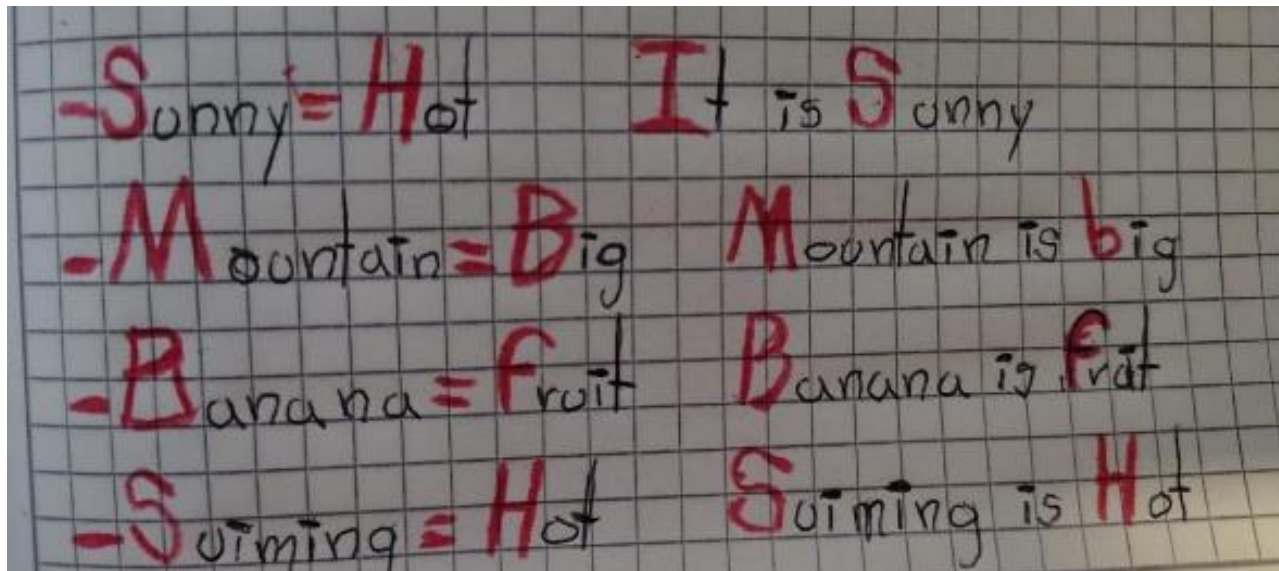 -Sunny = Hot It is Sunny
-Mountain = Big Mountain is big
-Banana = Fruit Banana is fruit
-Suiming = Hot Suiming is Hot